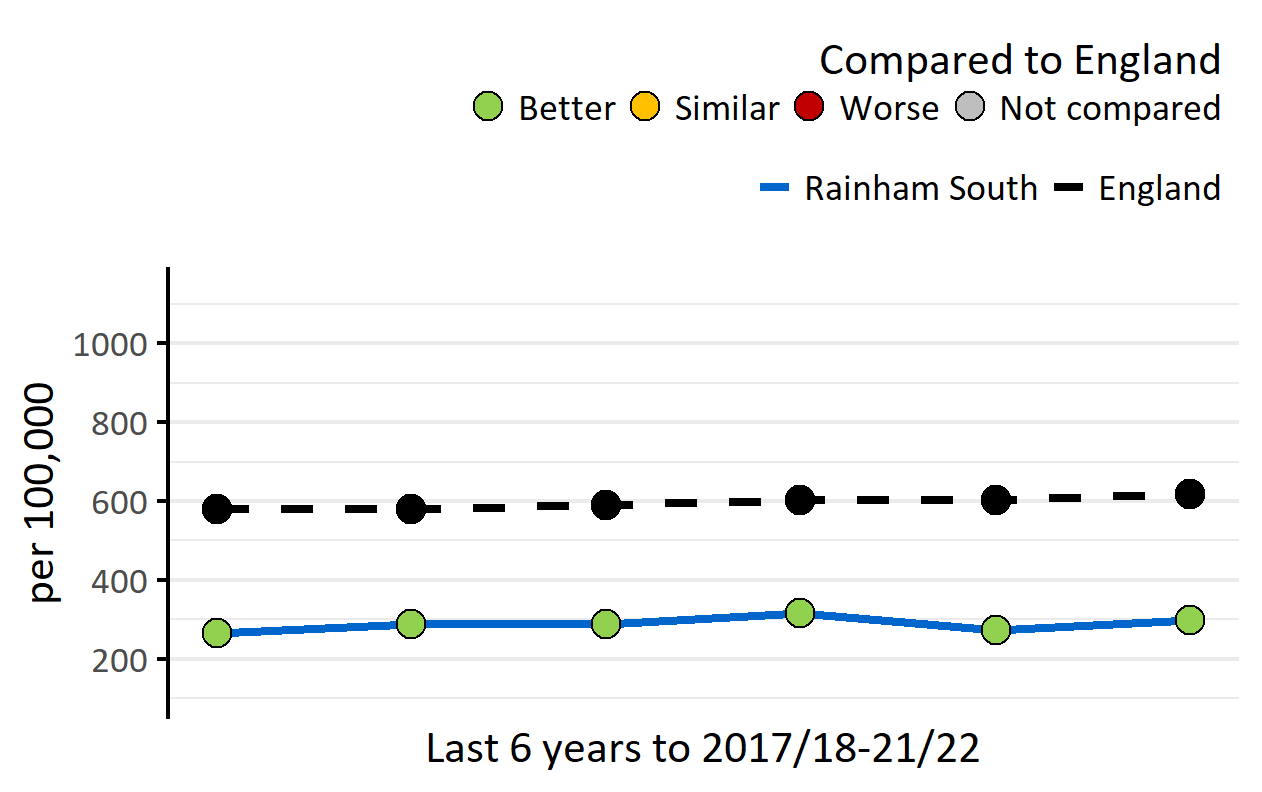 Compared to England
Better Similar Worse Not compared
Rainham South England
1000
800
600
400
200
per 100,000
Last 6 years to 2017/18-21/22